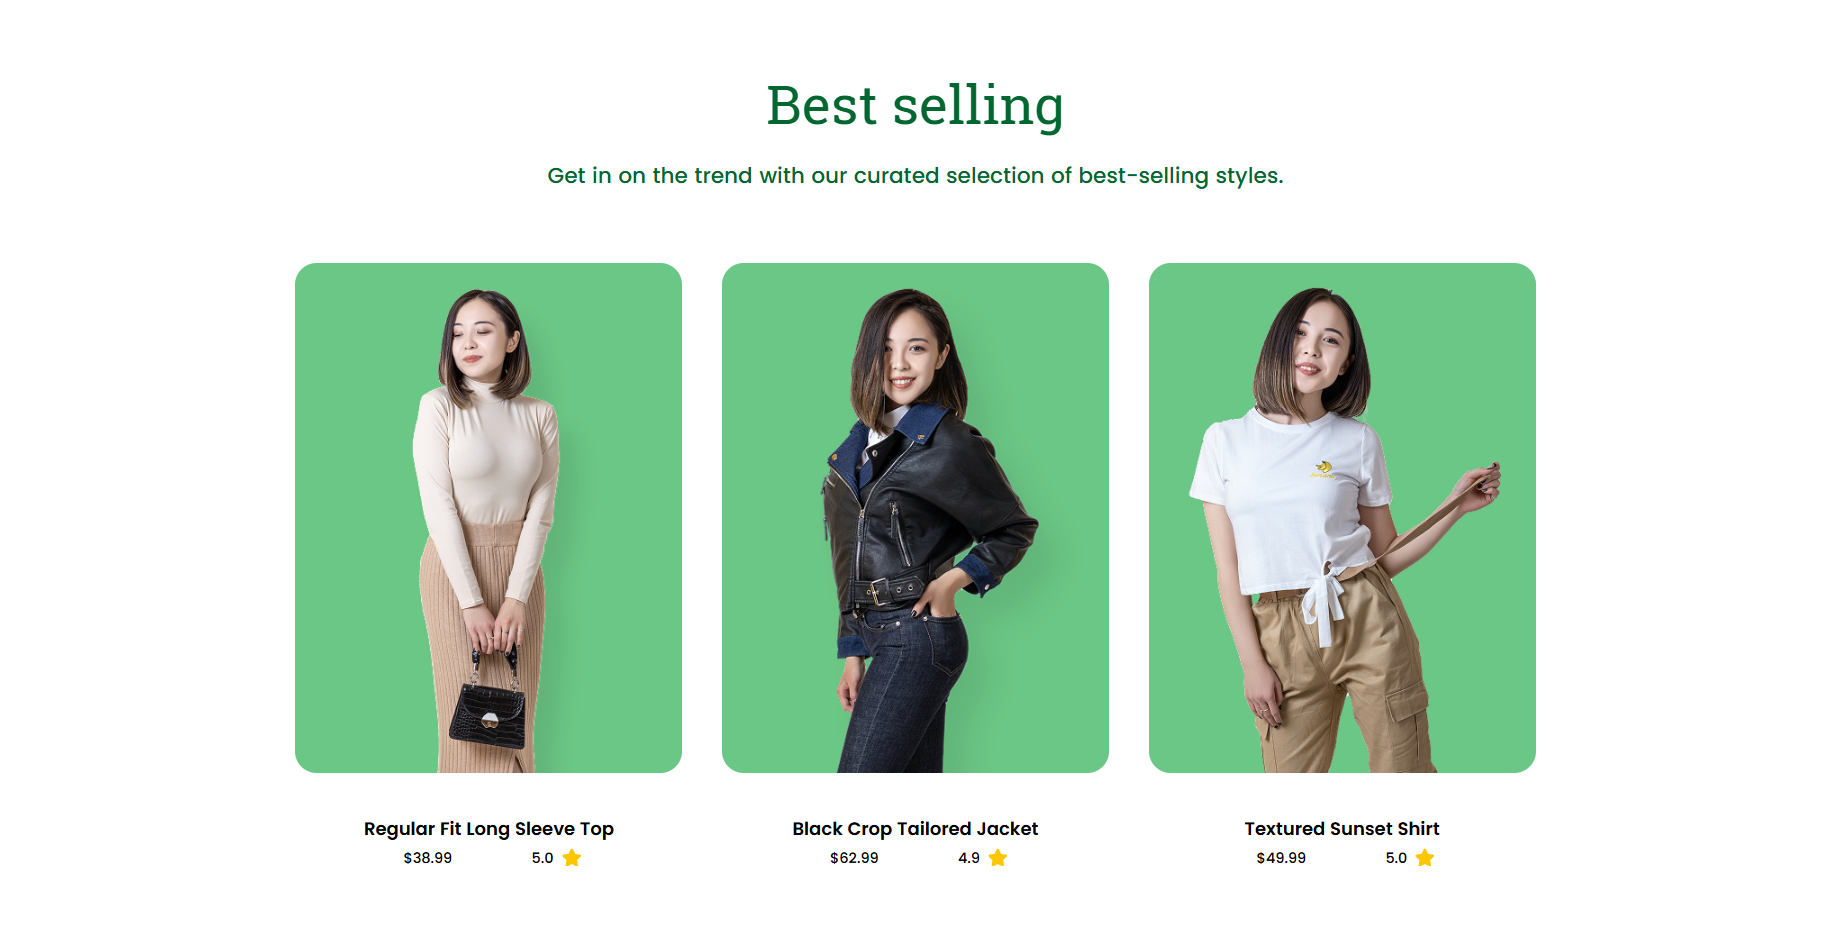 Best selling
Get in on the trend with our curated selection of best-selling styles.
Regular Fit Long Sleeve Top
$38.99 5.0
Black Crop Tailored Jacket
$62.99 4.9
Textured Sunset Shirt
$49.99 5.0